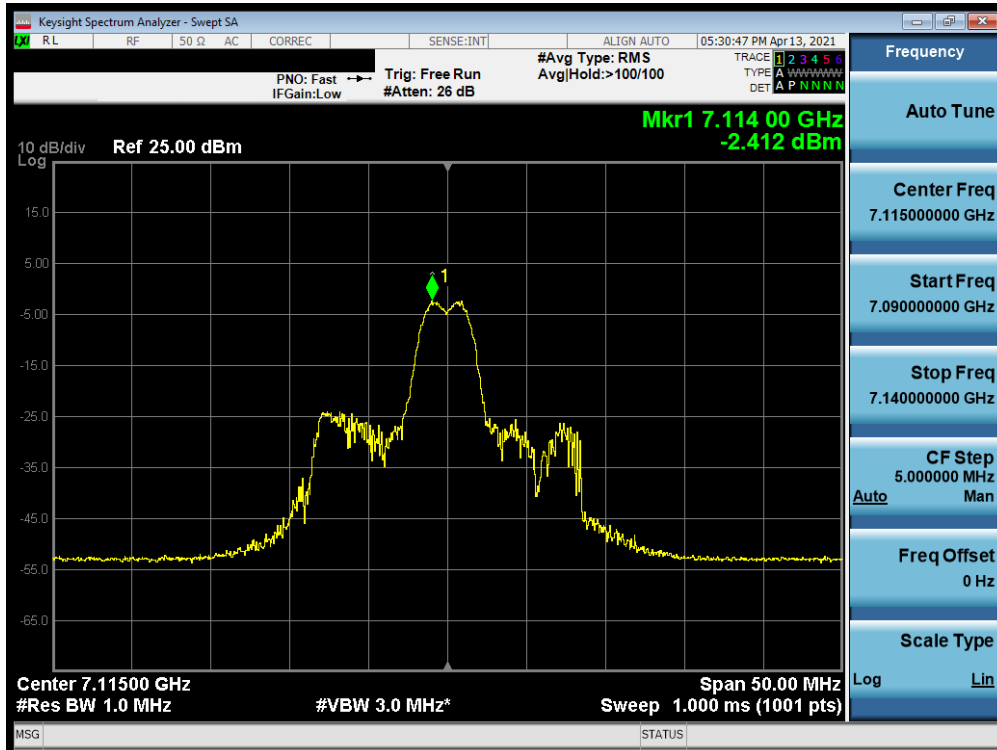 Keysight Spectrum Analyzer - Swept SA
LXI RL RF 50 Ω AC CORREC SENSE:INT ALIGN AUTO 05:30:47 PM Apr 13, 2021
PNO: Fast Trig: Free Run #Avg Type: RMS TRACE 1 2 3 4 5 6
IFGain:Low #Atten: 26 dB Avg|Hold:>100/100 TYPE A WWWWW
DET A P N N N N
Mkr1 7.114 00 GHz
-2.412 dBm
10 dB/div Ref 25.00 dBm
Log
15.0
5.00
-5.00
-15.0
-25.0
-35.0
-45.0
-55.0
-65.0
1
Center 7.11500 GHz Span 50.00 MHz
#Res BW 1.0 MHz #VBW 3.0 MHz* Sweep 1.000 ms (1001 pts)
MSG STATUS
Frequency
Auto Tune
Center Freq
7.115000000 GHz
Start Freq
7.090000000 GHz
Stop Freq
7.140000000 GHz
CF Step
5.000000 MHz
Auto Man
Freq Offset
0 Hz
Scale Type
Log Lin